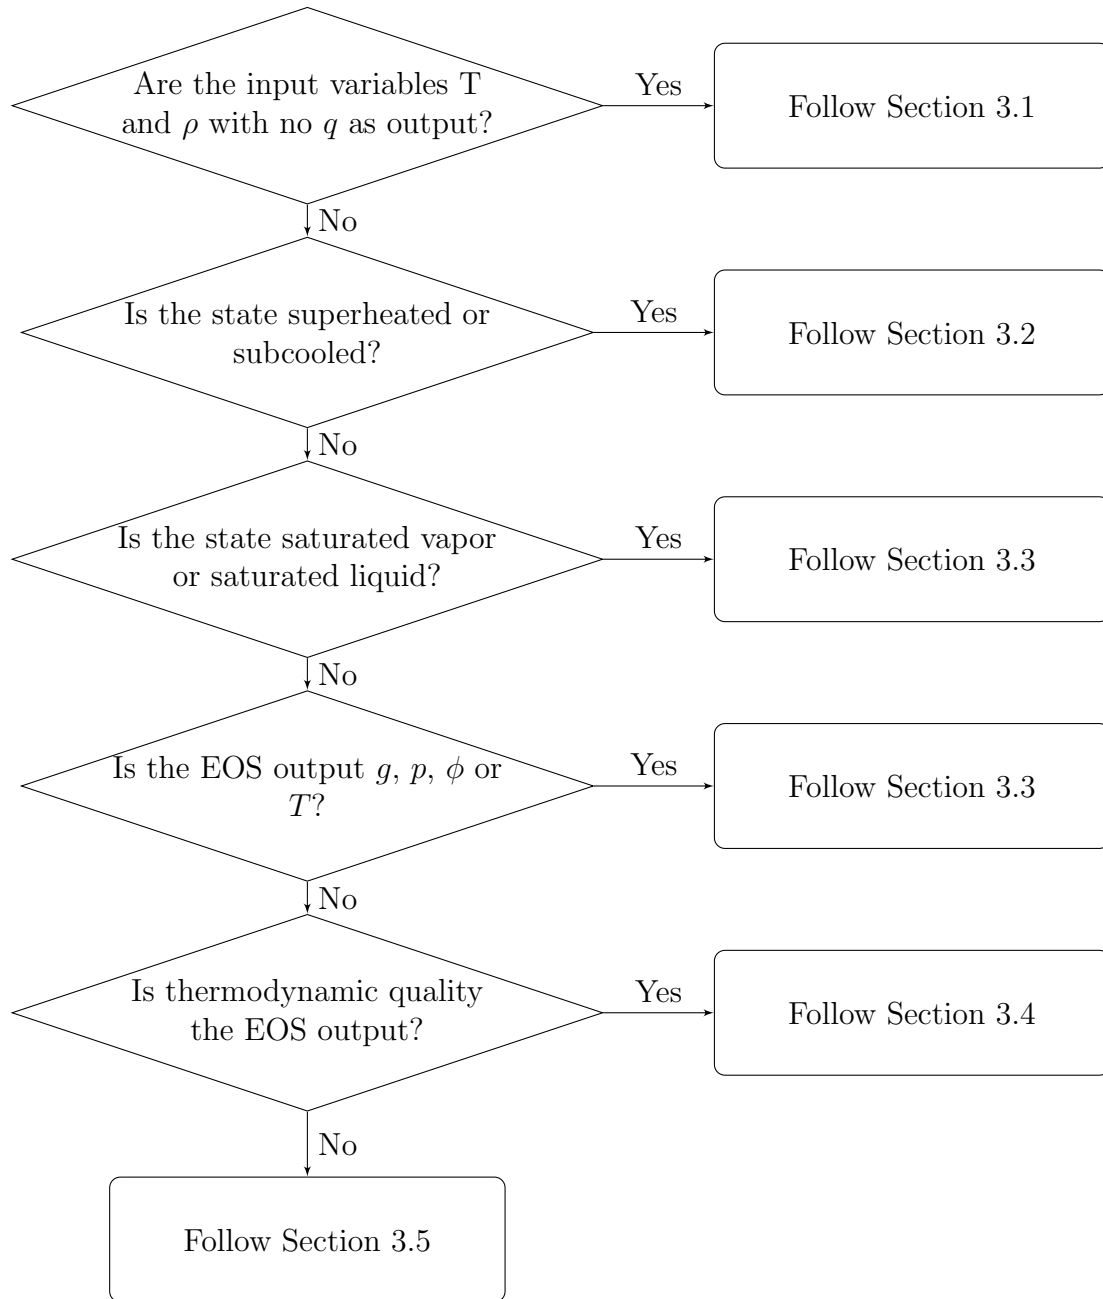 Are the input variables T
and ρ with no q as output?
Yes
Follow Section 3.1
No
Is the state superheated or
subcooled?
Yes
Follow Section 3.2
No
Is the state saturated vapor
or saturated liquid?
Yes
Follow Section 3.3
No
Is the EOS output g, p, ϕ or
T?
Yes
Follow Section 3.3
No
Is thermodynamic quality
the EOS output?
Yes
Follow Section 3.4
No
Follow Section 3.5